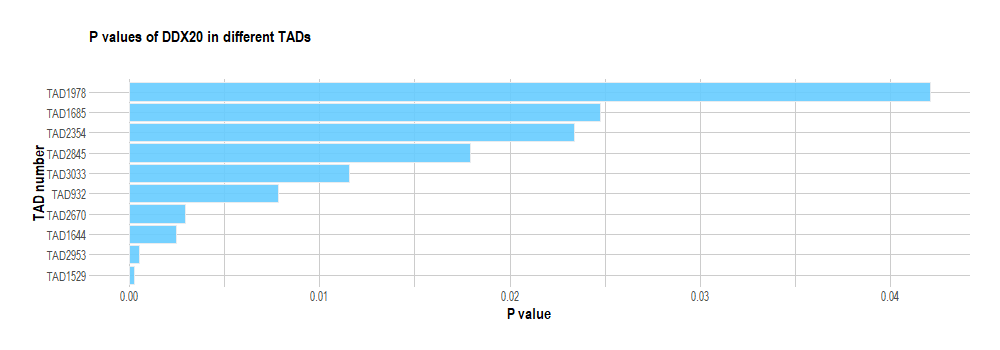 P values of DDX20 in different TADs
TAD number
TAD1978
TAD1685
TAD2354
TAD2845
TAD3033
TAD932
TAD2670
TAD1644
TAD2953
TAD1529
0.00 0.01 0.02 0.03 0.04
P value